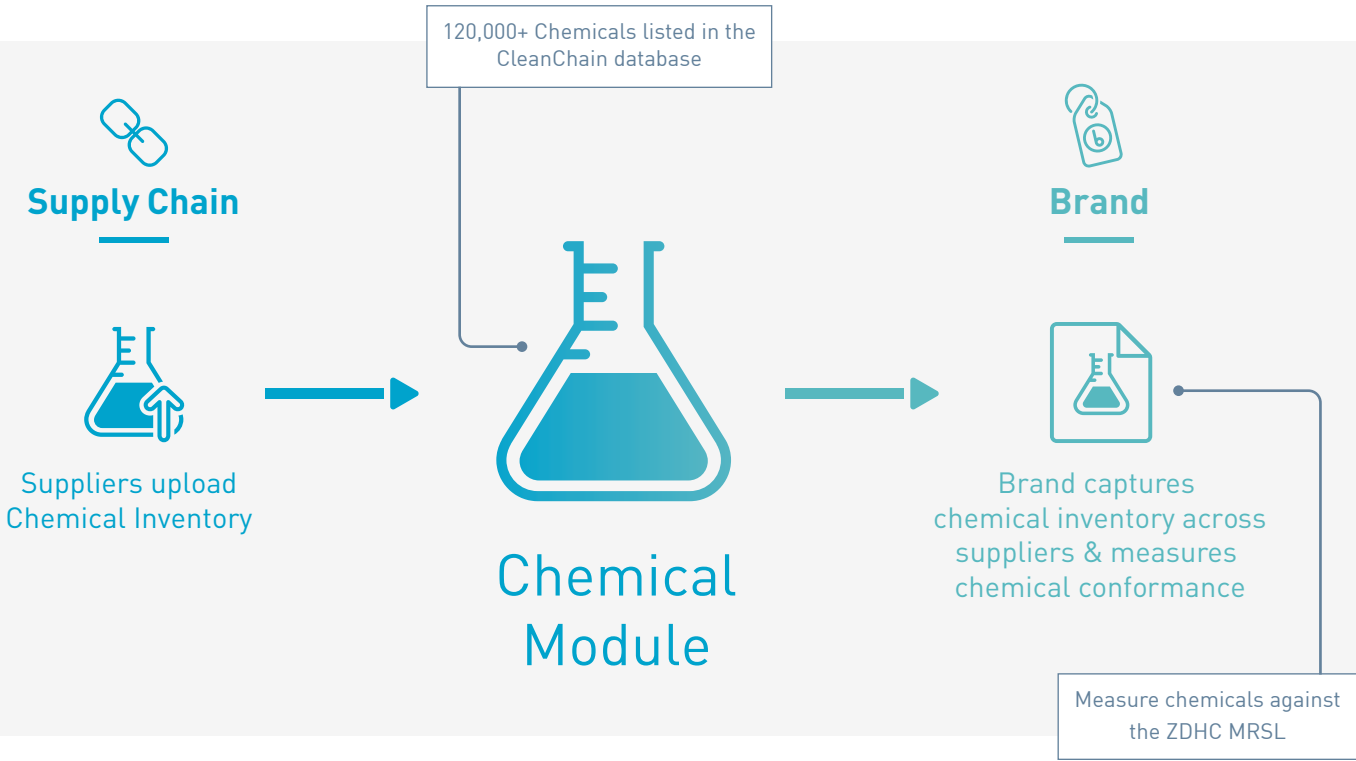 120,000+ Chemicals listed in the
CleanChain database
Supply Chain
Suppliers upload
Chemical Inventory
Chemical
Module
b
Brand
Brand captures
chemical inventory across
suppliers & measures
chemical conformance
Measure chemicals against
the ZDHC MRSL